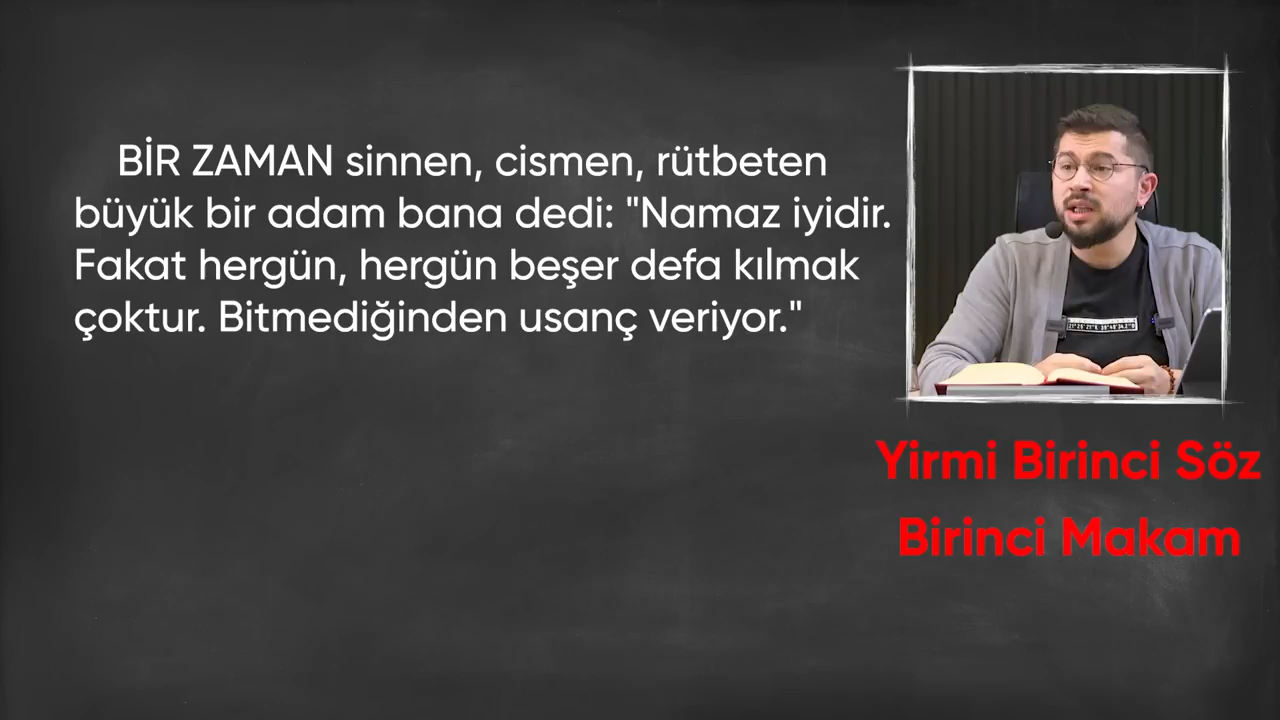 BİR ZAMAN sinnen, cismen, rütbeten
büyük bir adam bana dedi: "Namaz iyidir.
Fakat hergün, hergün beşer defa kılmak
çoktur. Bitmediğinden usanç veriyor."
Yirmi Birinci Söz
Birinci Makam